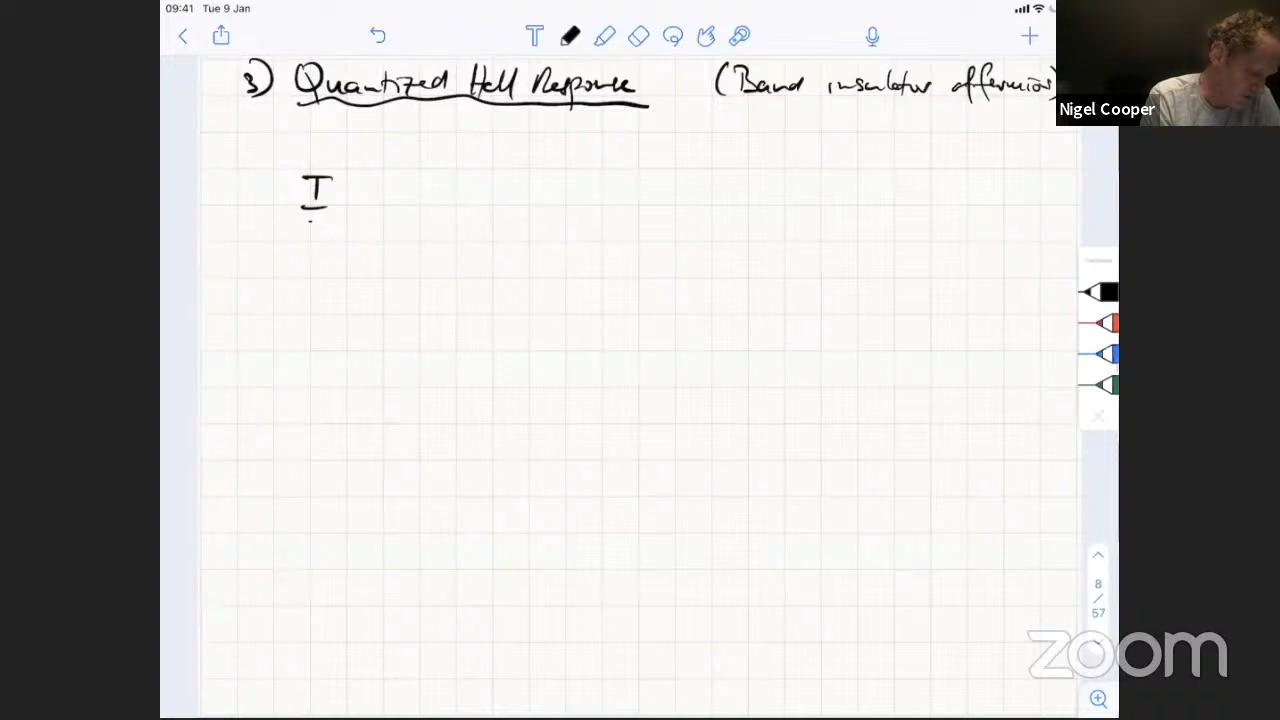 09:41 Tue 9 Jan
3) Quantized Hall Response (Band insulator of fermions)
Nigel Cooper
I
8
/
57
zoom